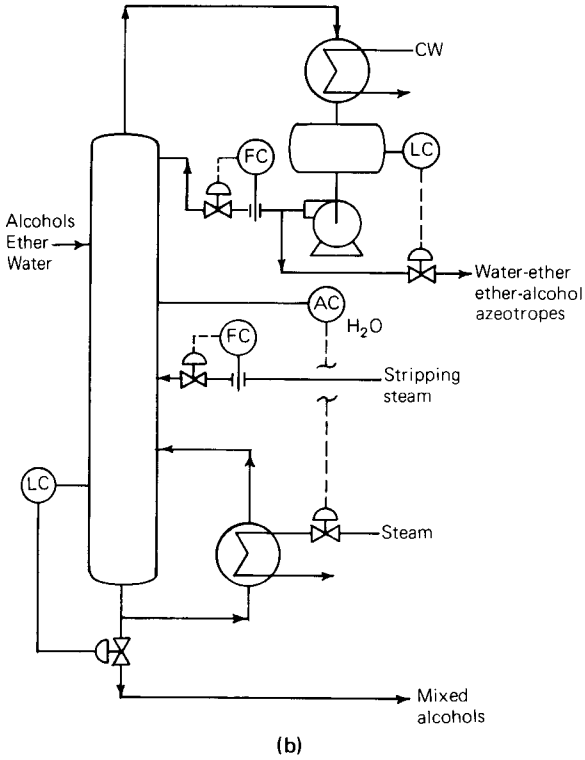 CW
LC
FC
Alcohols
Ether
Water
Water-ether
ether-alcohol
azeotropes
AC
H₂O
FC
Stripping
steam
LC
Steam
Mixed
alcohols
(b)